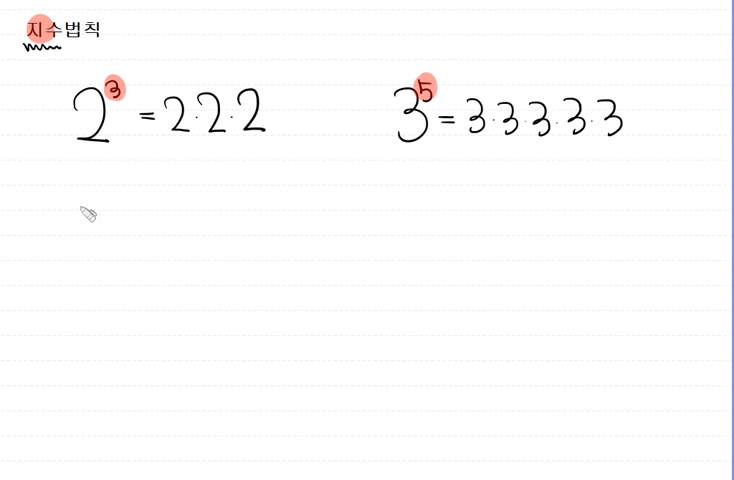 지수법칙
2³ = 2·2·2
3⁵ = 3·3·3·3·3